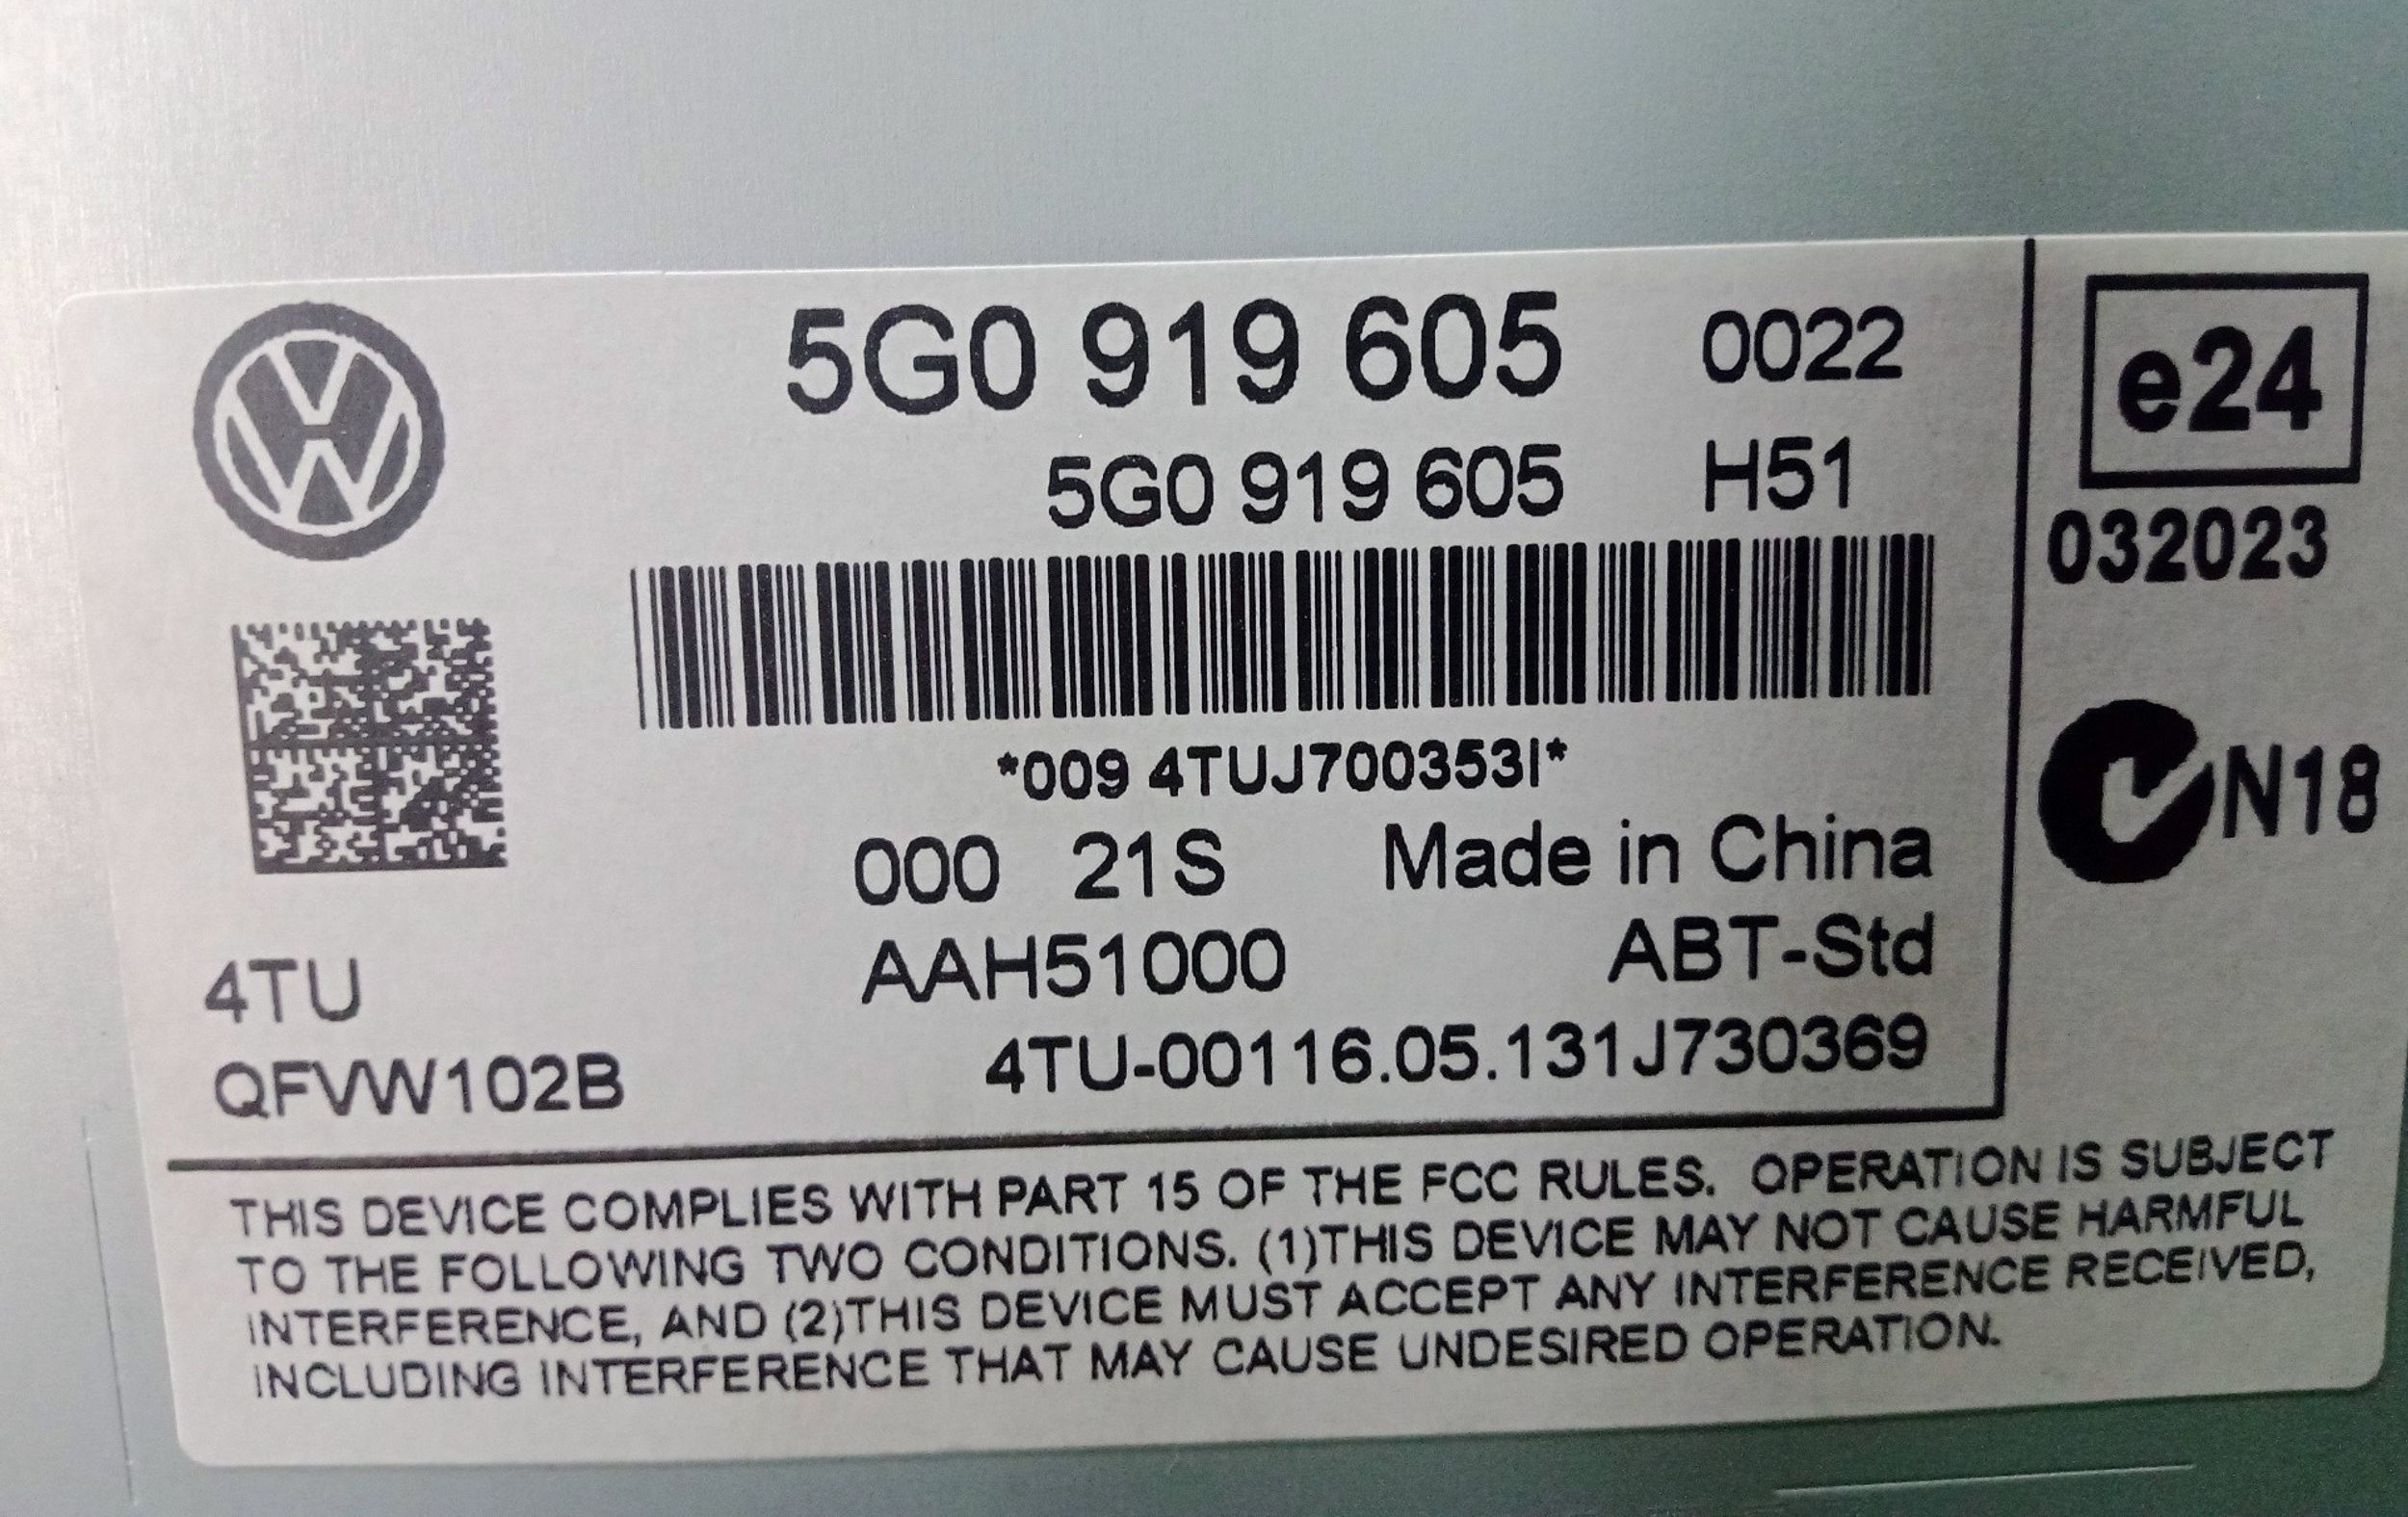 5G0 919 605 0022
5G0 919 605 H51
*009 4TUJ700353I*
000 21S Made in China
AAH51000 ABT-Std
4TU
4TU-00116.05.131J730369
QFVW102B
e24
032023
N18
THIS DEVICE COMPLIES WITH PART 15 OF THE FCC RULES. OPERATION IS SUBJECT
TO THE FOLLOWING TWO CONDITIONS. (1)THIS DEVICE MAY NOT CAUSE HARMFUL
INTERFERENCE, AND (2)THIS DEVICE MUST ACCEPT ANY INTERFERENCE RECEIVED,
INCLUDING INTERFERENCE THAT MAY CAUSE UNDESIRED OPERATION.